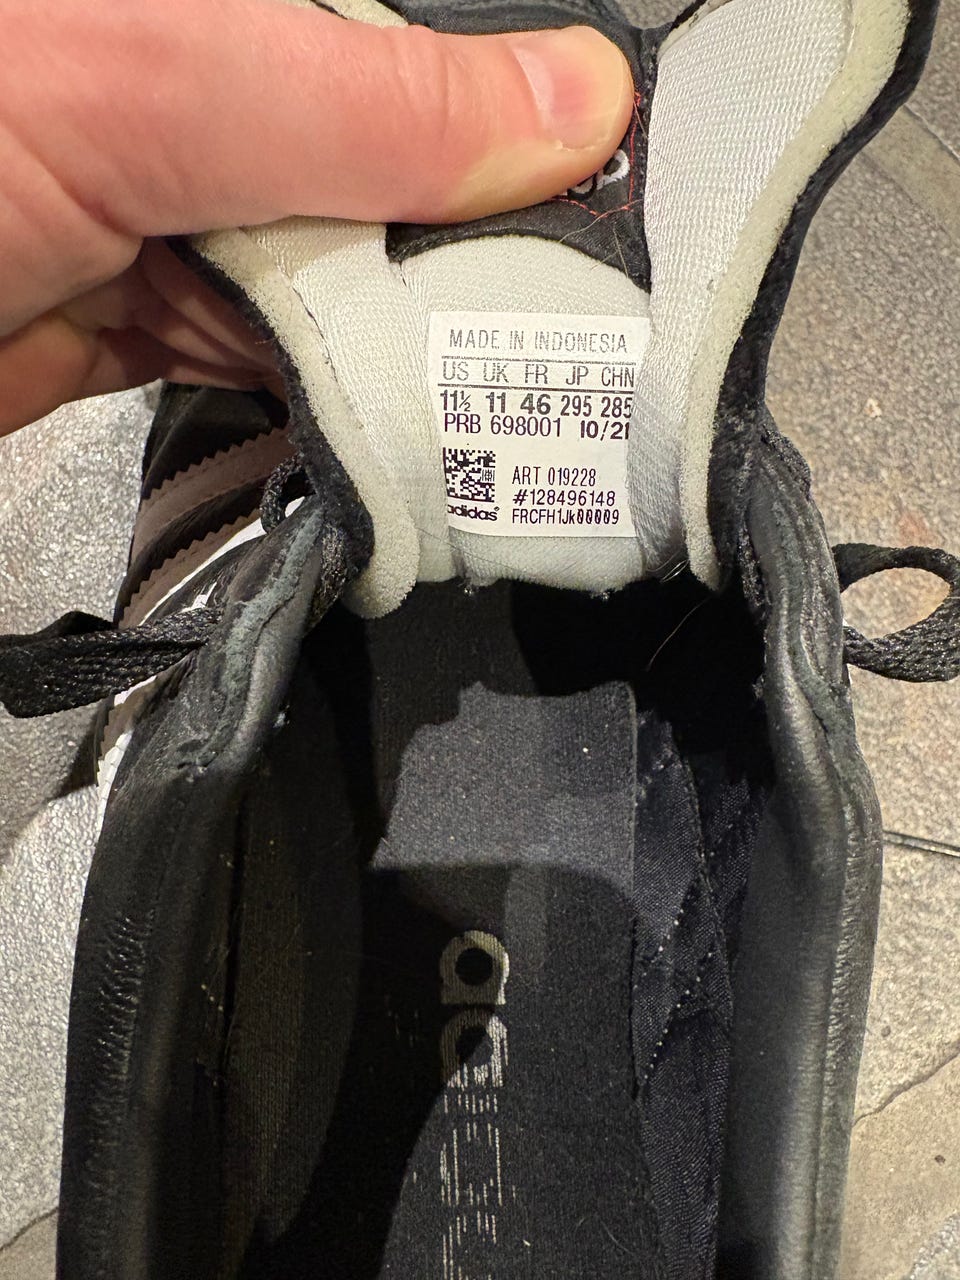 MADE IN INDONESIA
US UK FR JP CHN
11½ 11 46 295 285
PRB 698001 10/21
ART 019228
#128496148
adidas®
FRCFH1Jk00009